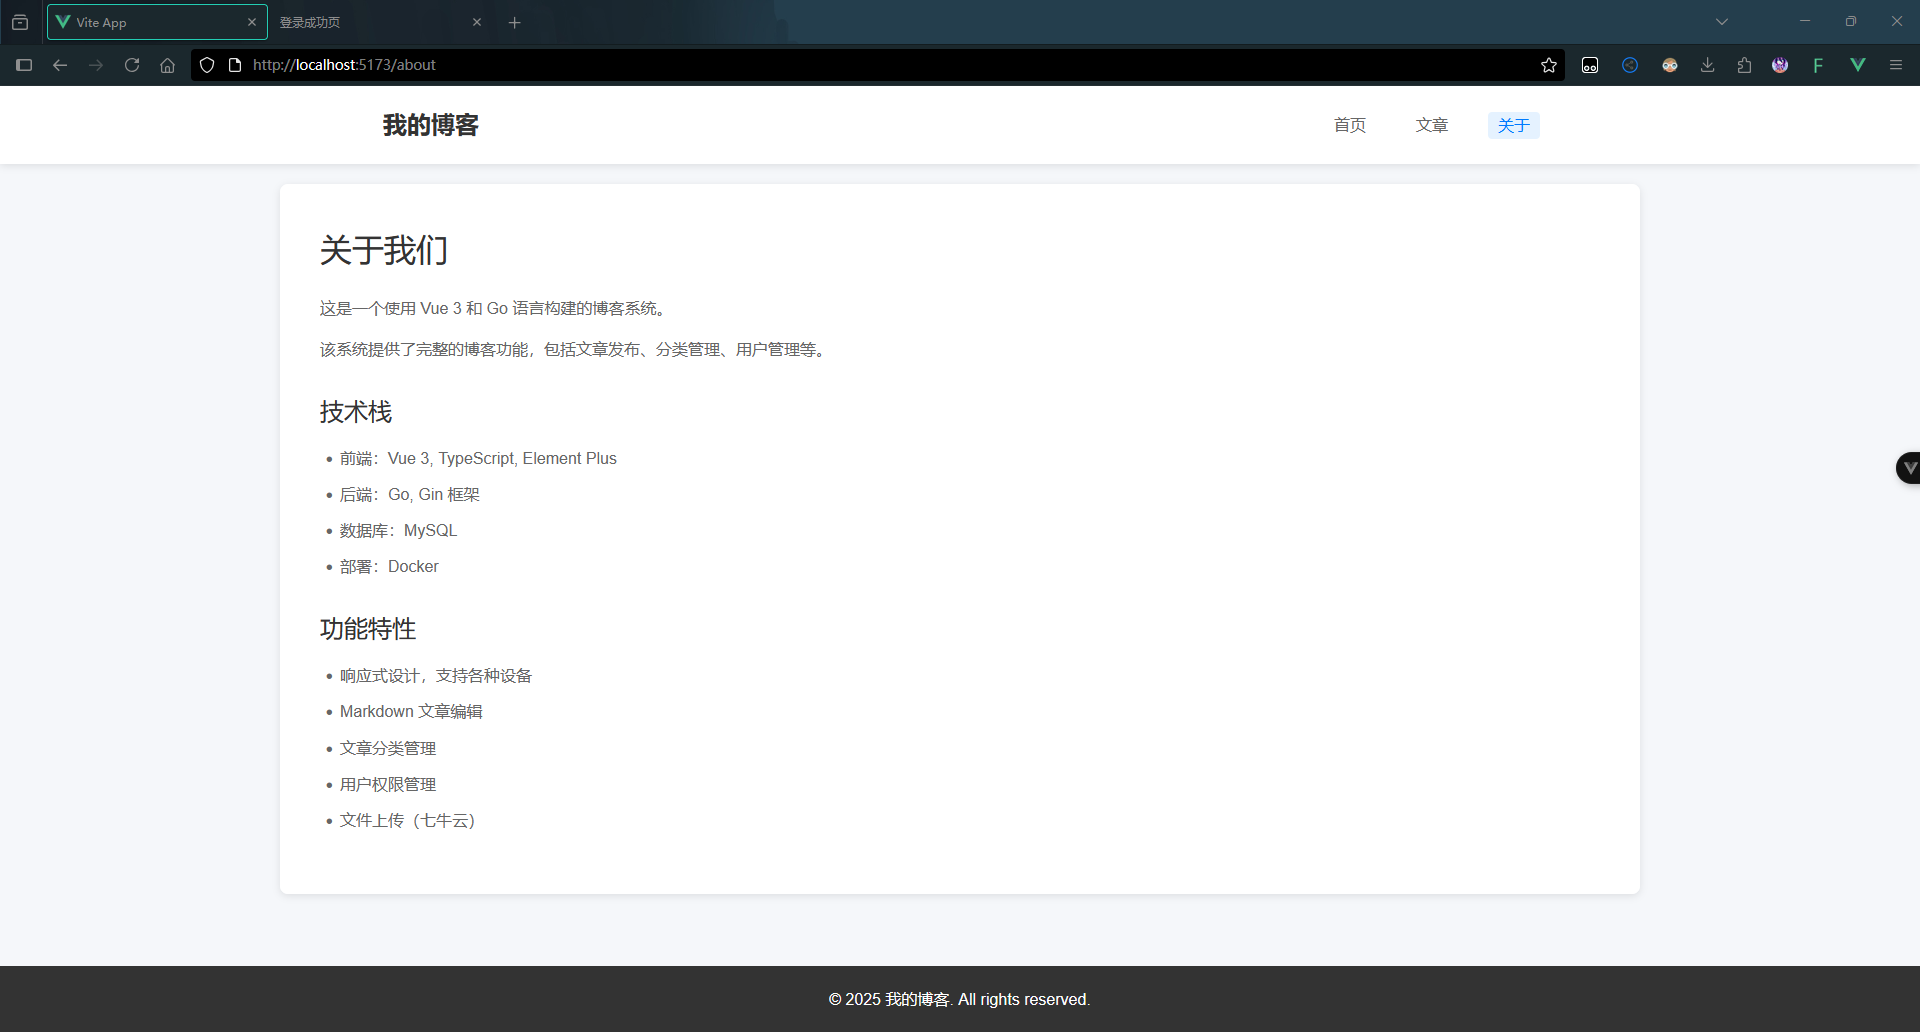 Vite App
登录成功页
http://localhost:5173/about
我的博客
首页
文章
关于
关于我们
这是一个使用 Vue 3 和 Go 语言构建的博客系统。
该系统提供了完整的博客功能，包括文章发布、分类管理、用户管理等。
技术栈
前端：Vue 3, TypeScript, Element Plus
后端：Go, Gin 框架
数据库：MySQL
部署：Docker
功能特性
响应式设计，支持各种设备
Markdown 文章编辑
文章分类管理
用户权限管理
文件上传（七牛云）
© 2025 我的博客. All rights reserved.